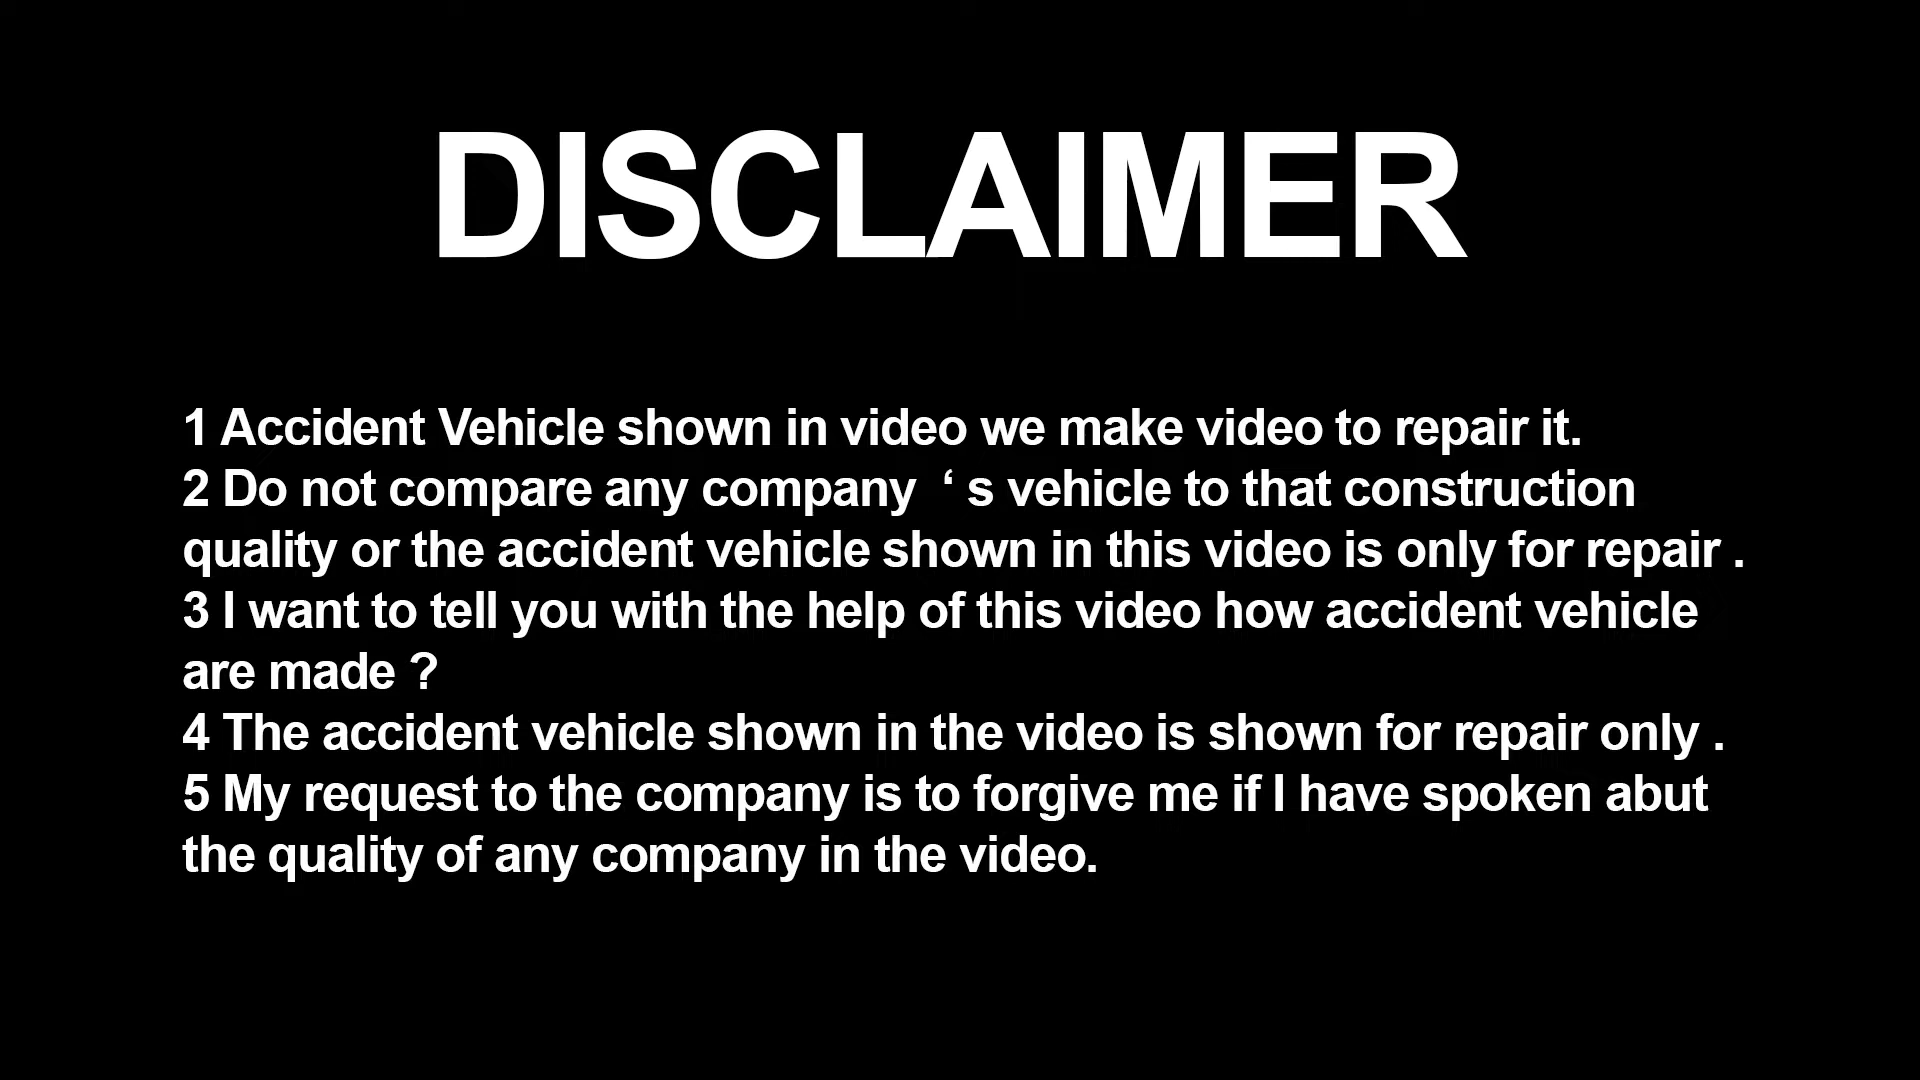 DISCLAIMER
1 Accident Vehicle shown in video we make video to repair it.
2 Do not compare any company ‘ s vehicle to that construction
quality or the accident vehicle shown in this video is only for repair .
3 I want to tell you with the help of this video how accident vehicle
are made ?
4 The accident vehicle shown in the video is shown for repair only .
5 My request to the company is to forgive me if I have spoken abut
the quality of any company in the video.